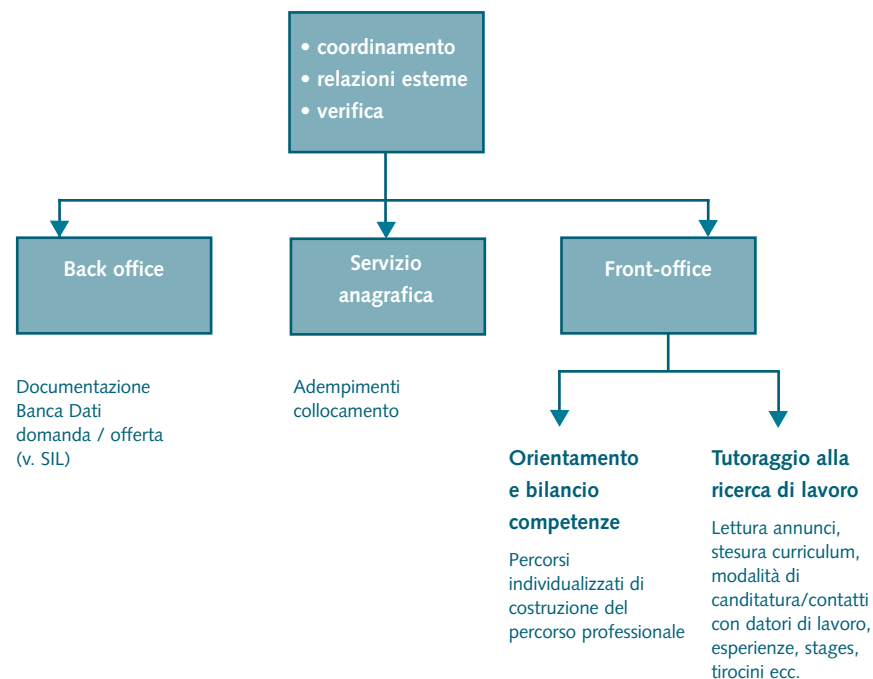 • coordinamento
• relazioni esteme
• verifica
Back office
Servizio
anagrafica
Front-office
Documentazione
Banca Dati
domanda / offerta
(v. SIL)
Adempimenti
collocamento
Orientamento
e bilancio
competenze
Percorsi
individualizzati di
costruzione del
percorso professionale
Tutoraggio alla
ricerca di lavoro
Lettura annunci,
stesura curriculum,
modalità di
canditatura/contatti
con datori di lavoro,
esperienze, stages,
tirocini ecc.